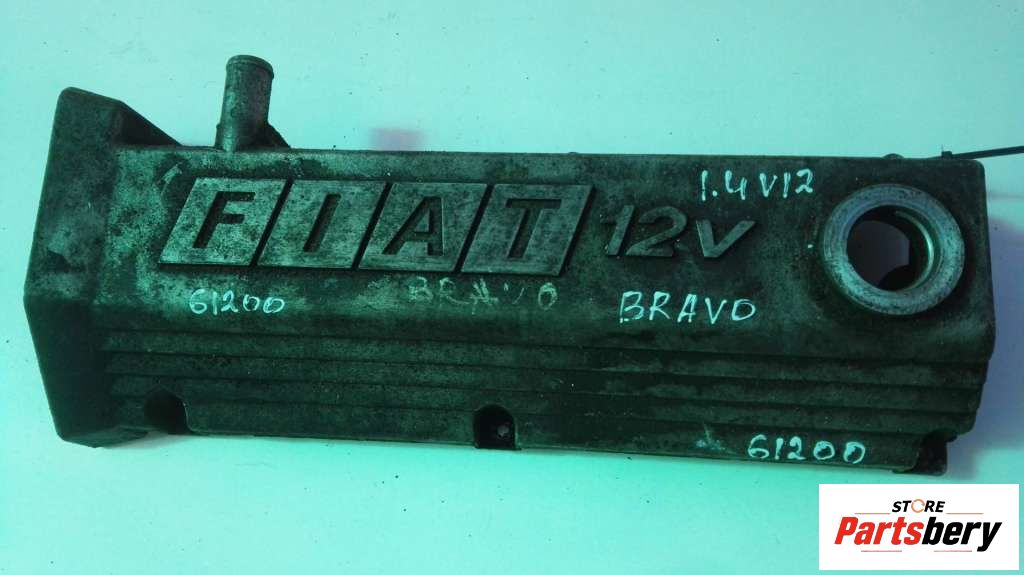 FIAT 12V
1.4 V12
61200
BRAVO
BRAVO
61200
STORE
Partsbery